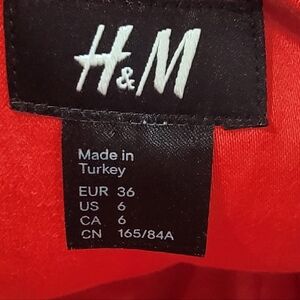 H&M
Made in
Turkey
EUR 36
US 6
CA 6
CN 165/84A